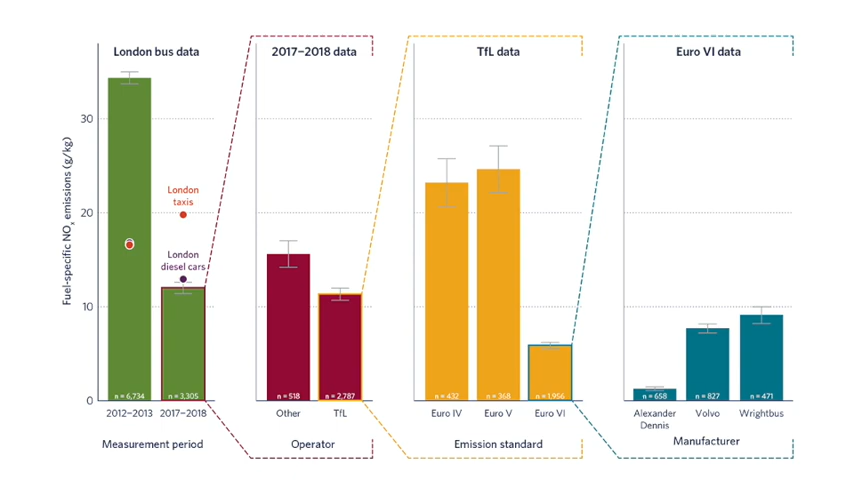 London bus data
2017–2018 data
TfL data
Euro VI data
Fuel-specific NOx emissions (g/kg)
30
20
10
0
London
taxis
London
diesel cars
n = 6,734
n = 3,305
n = 518
n = 2,787
n = 432
n = 368
n = 1,956
n = 658
n = 827
n = 471
2012–2013
2017–2018
Other
TfL
Euro IV
Euro V
Euro VI
Alexander
Dennis
Volvo
Wrightbus
Measurement period
Operator
Emission standard
Manufacturer